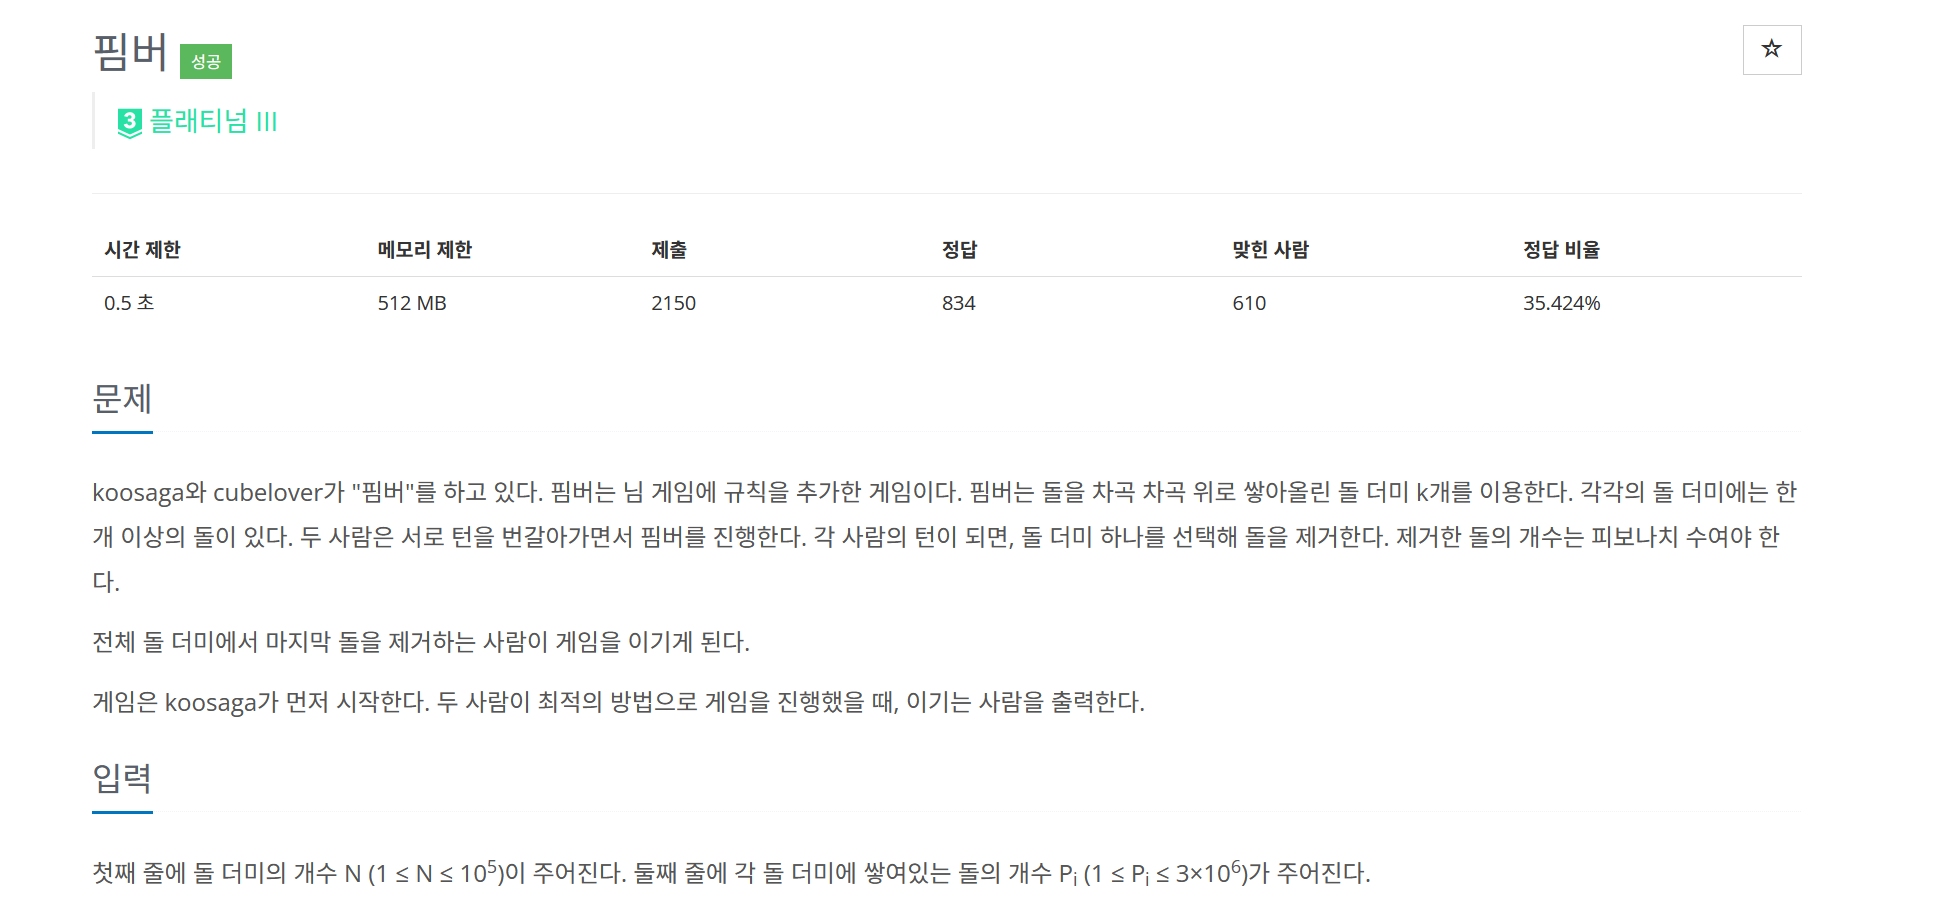 핌버 성공
☆
3 플래티넘 III
시간 제한 메모리 제한 제출 정답 맞힌 사람 정답 비율
0.5 초 512 MB 2150 834 610 35.424%
문제
koosaga와 cubelover가 "핌버"를 하고 있다. 핌버는 님 게임에 규칙을 추가한 게임이다. 핌버는 돌을 차곡 차곡 위로 쌓아올린 돌 더미 k개를 이용한다. 각각의 돌 더미에는 한
개 이상의 돌이 있다. 두 사람은 서로 턴을 번갈아가면서 핌버를 진행한다. 각 사람의 턴이 되면, 돌 더미 하나를 선택해 돌을 제거한다. 제거한 돌의 개수는 피보나치 수여야 한
다.
전체 돌 더미에서 마지막 돌을 제거하는 사람이 게임을 이기게 된다.
게임은 koosaga가 먼저 시작한다. 두 사람이 최적의 방법으로 게임을 진행했을 때, 이기는 사람을 출력한다.
입력
첫째 줄에 돌 더미의 개수 N (1 ≤ N ≤ 10⁵)이 주어진다. 둘째 줄에 각 돌 더미에 쌓여있는 돌의 개수 Pᵢ (1 ≤ Pᵢ ≤ 3×10⁶)가 주어진다.